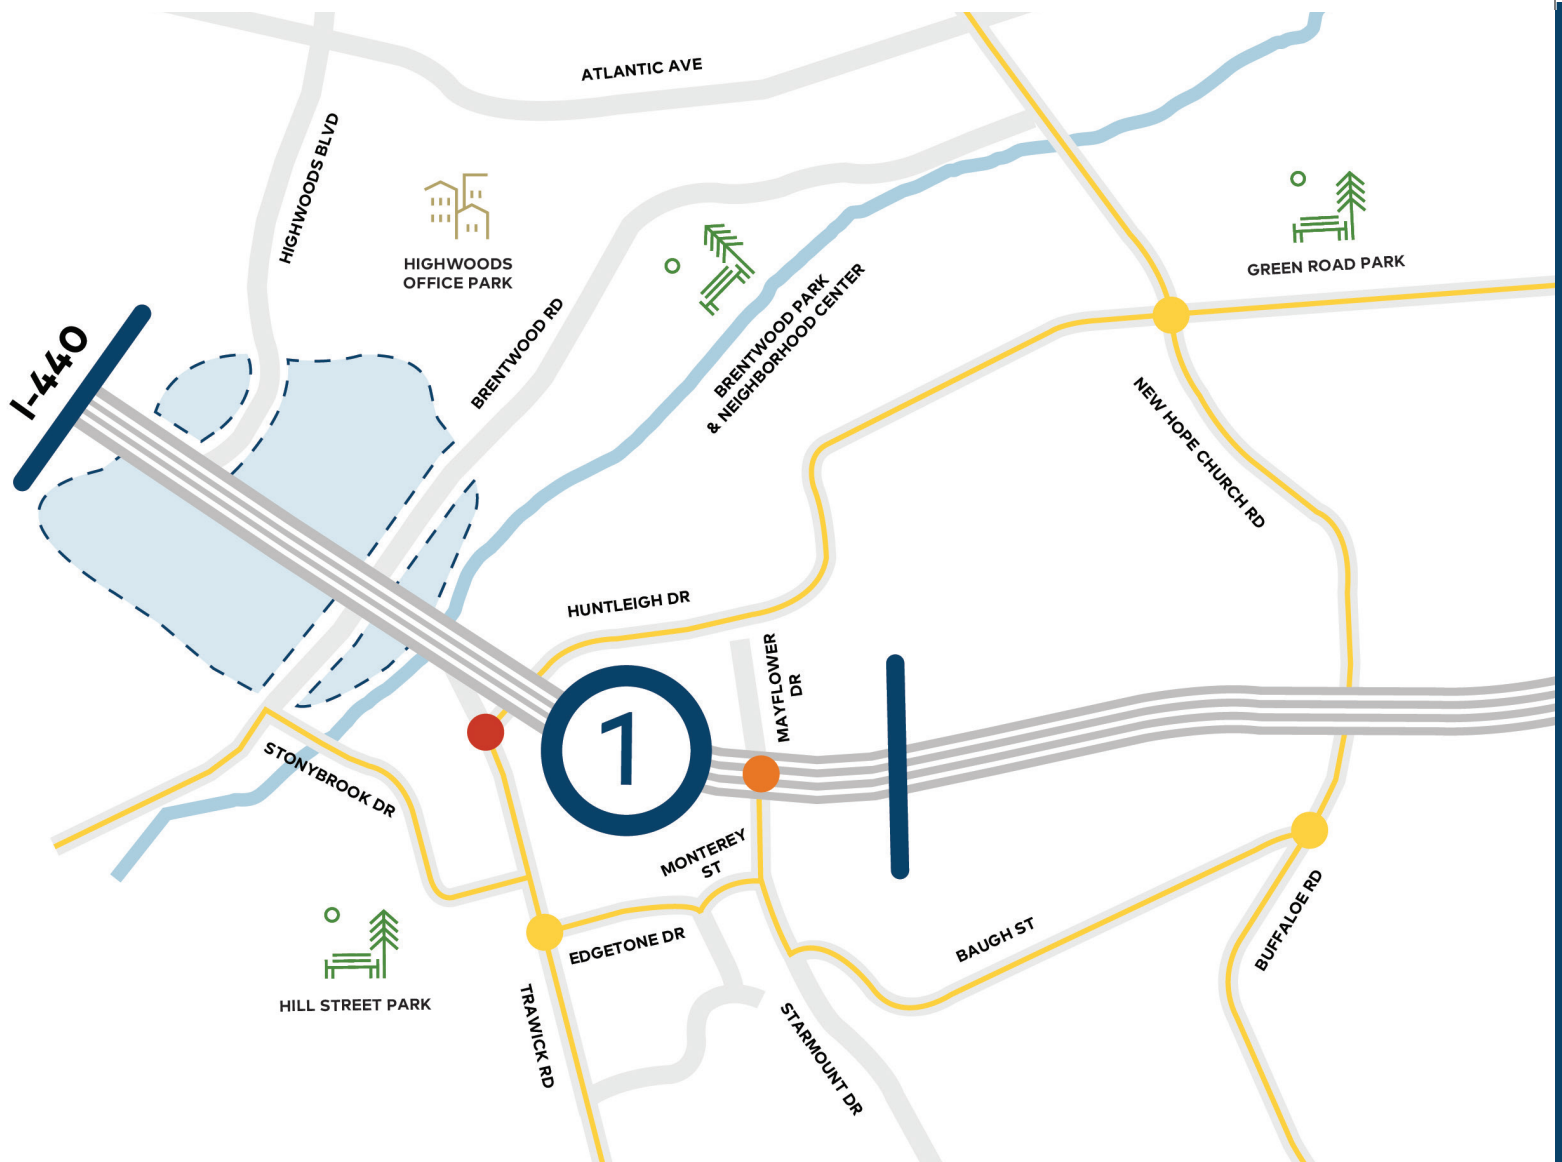 ATLANTIC AVE
HIGHWOODS BLVD
HIGHWOODS
OFFICE PARK
GREEN ROAD PARK
I-440
BRENTWOOD RD
BRENTWOOD PARK
& NEIGHBORHOOD CENTER
NEW HOPE CHURCH RD
HUNTLEIGH DR
MAYFLOWER
DR
1
STONYBROOK DR
MONTEREY
ST
EDGETONE DR
BAUGH ST
BUFFALOE RD
HILL STREET PARK
TRAWICK RD
STARMOUNT DR